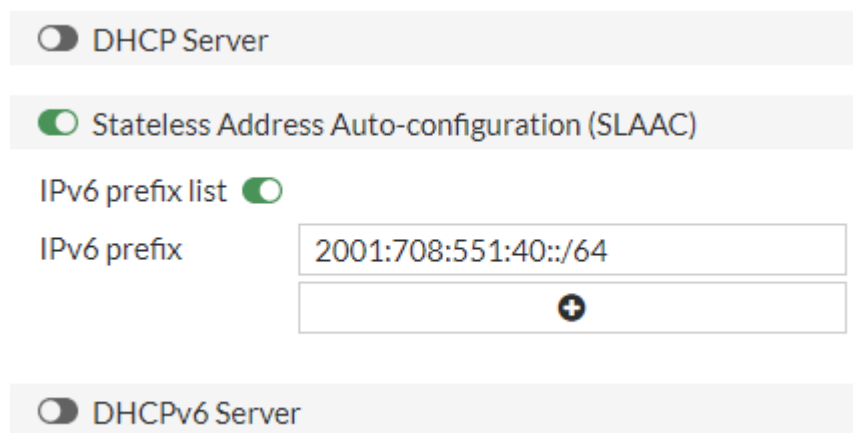 DHCP Server
Stateless Address Auto-configuration (SLAAC)
IPv6 prefix list
IPv6 prefix
2001:708:551:40::/64
DHCPv6 Server